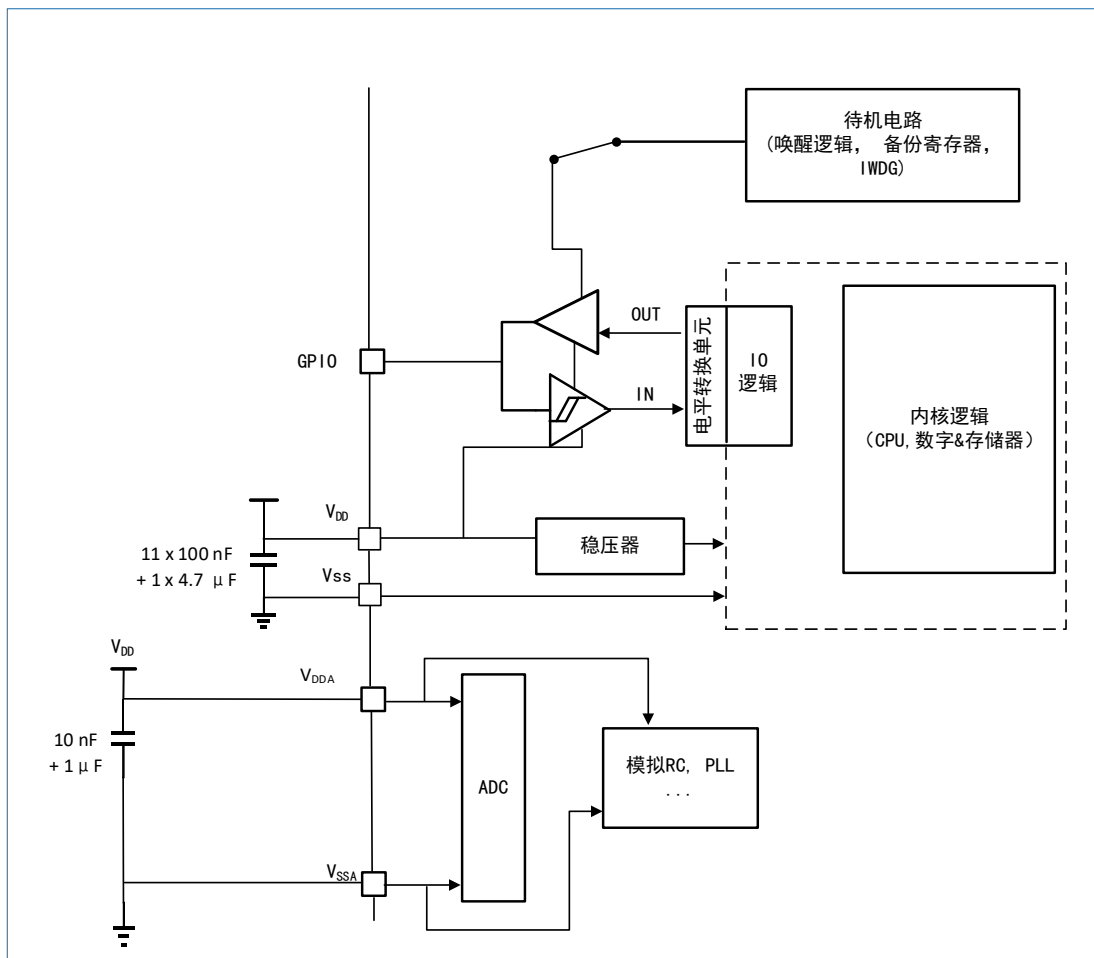 待机电路
(唤醒逻辑, 备份寄存器,
IWDG)
OUT
GPIO
IN
电平转换单元
IO
逻辑
内核逻辑
(CPU,数字&存储器)
VDD
11 x 100 nF
+ 1 x 4.7 μF
稳压器
Vss
VDD
VDDA
10 nF
+ 1 μF
ADC
模拟RC, PLL
...
VSSA